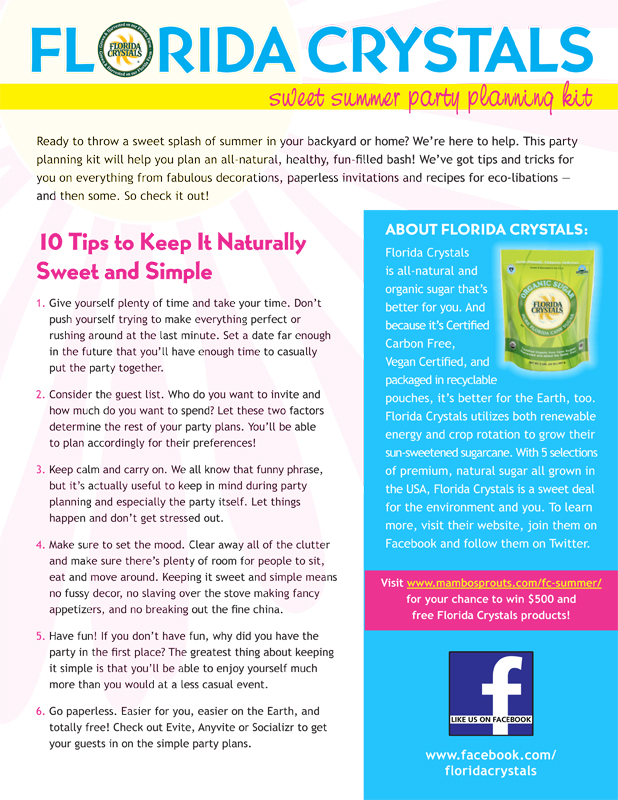 FLORIDA CRYSTALS
FLORIDA
CRYSTALS
sweet summer party planning kit
Ready to throw a sweet splash of summer in your backyard or home? We're here to help. This party
planning kit will help you plan an all-natural, healthy, fun-filled bash! We've got tips and tricks for
you on everything from fabulous decorations, paperless invitations and recipes for eco-libations —
and then some. So check it out!
10 Tips to Keep It Naturally
Sweet and Simple
1. Give yourself plenty of time and take your time. Don't
push yourself trying to make everything perfect or
rushing around at the last minute. Set a date far enough
in the future that you'll have enough time to casually
put the party together.
2. Consider the guest list. Who do you want to invite and
how much do you want to spend? Let these two factors
determine the rest of your party plans. You'll be able
to plan accordingly for their preferences!
3. Keep calm and carry on. We all know that funny phrase,
but it's actually useful to keep in mind during party
planning and especially the party itself. Let things
happen and don't get stressed out.
4. Make sure to set the mood. Clear away all of the clutter
and make sure there's plenty of room for people to sit,
eat and move around. Keeping it sweet and simple means
no fussy decor, no slaving over the stove making fancy
appetizers, and no breaking out the fine china.
5. Have fun! If you don't have fun, why did you have the
party in the first place? The greatest thing about keeping
it simple is that you'll be able to enjoy yourself much
more than you would at a less casual event.
6. Go paperless. Easier for you, easier on the Earth, and
totally free! Check out Evite, Anyvite or Socializr to get
your guests in on the simple party plans.
ABOUT FLORIDA CRYSTALS:
Florida Crystals
is all-natural and
organic sugar that's
better for you. And
because it's Certified
Carbon Free,
Vegan Certified, and
packaged in recyclable
pouches, it's better for the Earth, too.
Florida Crystals utilizes both renewable
energy and crop rotation to grow their
sun-sweetened sugarcane. With 5 selections
of premium, natural sugar all grown in
the USA, Florida Crystals is a sweet deal
for the environment and you. To learn
more, visit their website, join them on
Facebook and follow them on Twitter.
ORGANIC SUGAR
FLORIDA
CRYSTALS
Visit www.mambosprouts.com/fc-summer/
for your chance to win $500 and
free Florida Crystals products!
f
LIKE US ON FACEBOOK
www.facebook.com/
floridacrystals